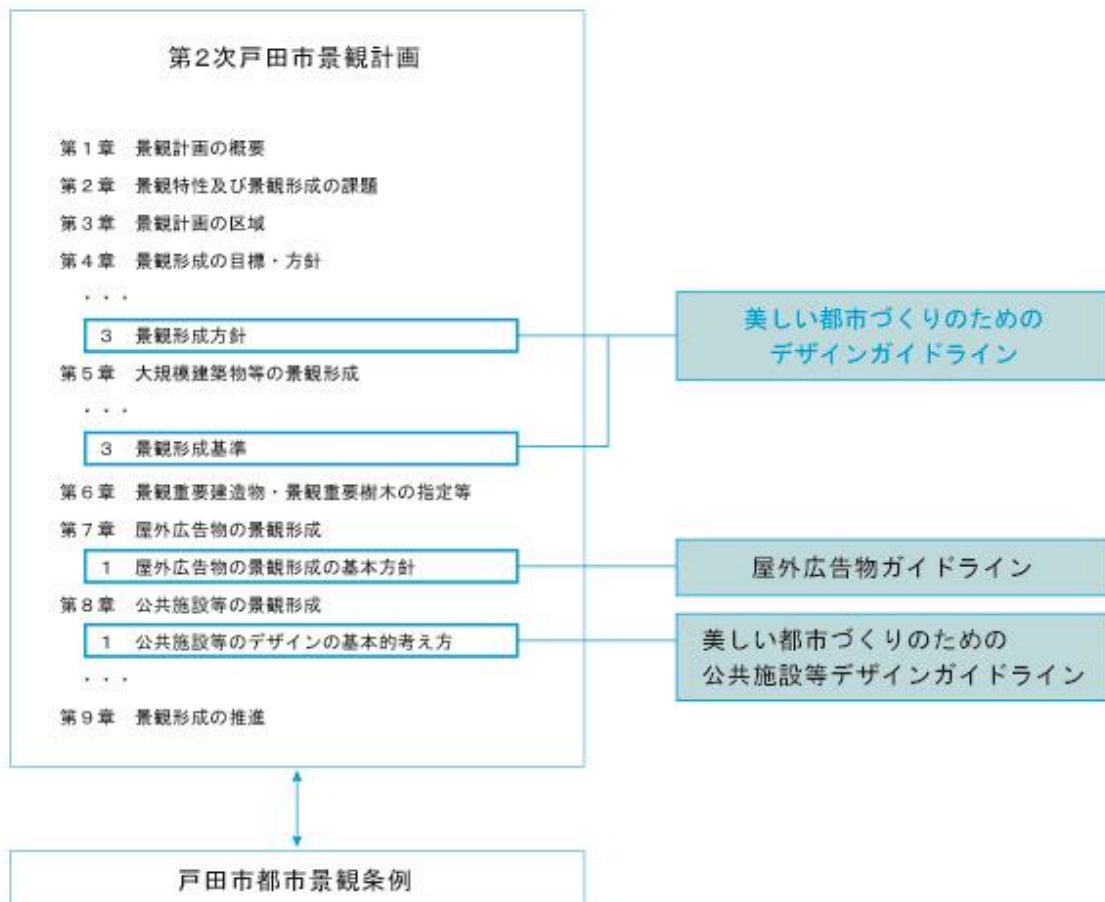 第2次戸田市景観計画
第1章 景観計画の概要
第2章 景観特性及び景観形成の課題
第3章 景観計画の区域
第4章 景観形成の目標・方針
・・・
3 景観形成方針
第5章 大規模建築物等の景観形成
・・・
3 景観形成基準
第6章 景観重要建造物・景観重要樹木の指定等
第7章 屋外広告物の景観形成
1 屋外広告物の景観形成の基本方針
第8章 公共施設等の景観形成
1 公共施設等のデザインの基本的考え方
・・・
第9章 景観形成の推進
美しい都市づくりのための
デザインガイドライン
屋外広告物ガイドライン
美しい都市づくりのための
公共施設等デザインガイドライン
戸田市都市景観条例